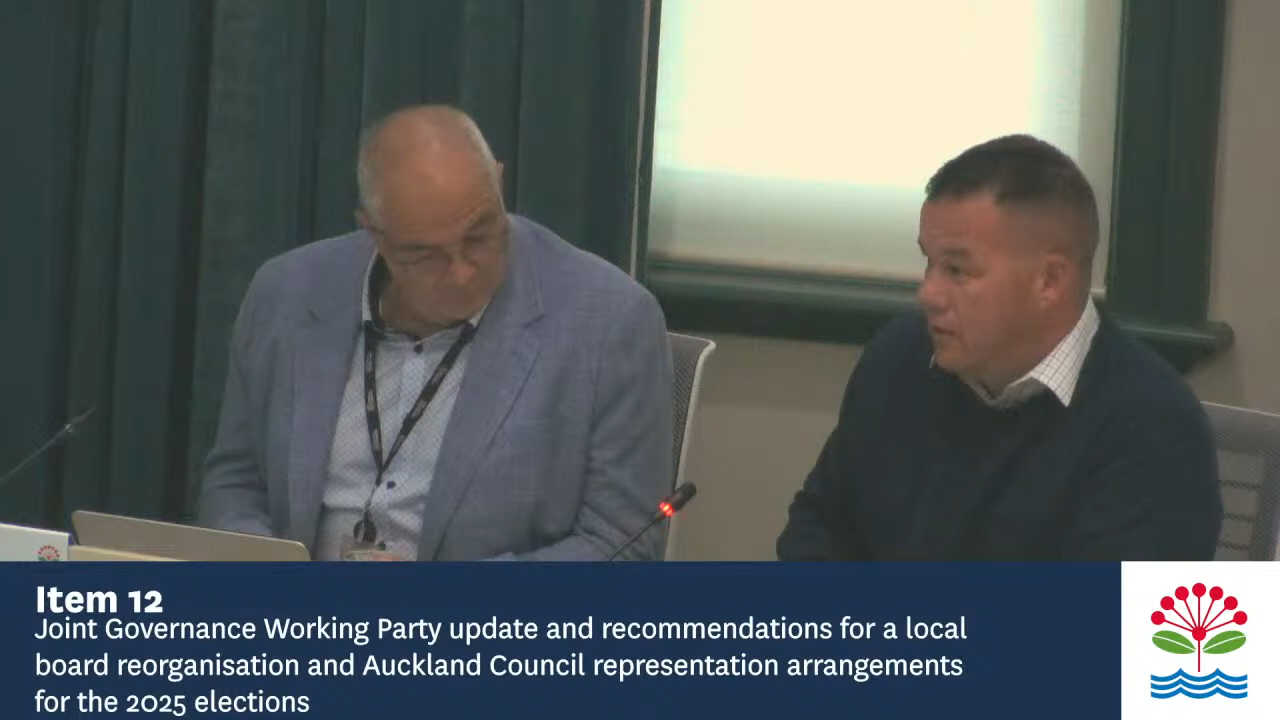 Item 12
Joint Governance Working Party update and recommendations for a local
board reorganisation and Auckland Council representation arrangements
for the 2025 elections